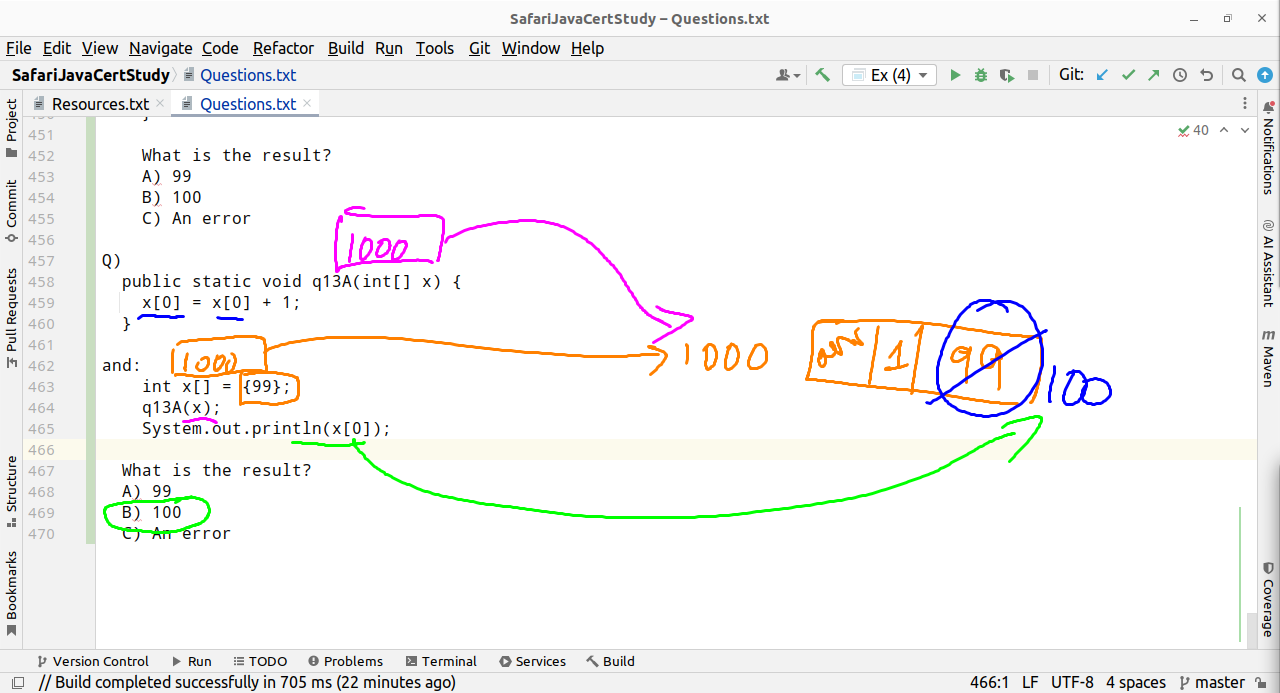 SafariJavaCertStudy – Questions.txt
File Edit View Navigate Code Refactor Build Run Tools Git Window Help
SafariJavaCertStudy Questions.txt Ex (4) Git:
Resources.txt Questions.txt
Project
Commit
Pull Requests
Structure
Bookmarks
40
451
452 What is the result?
453 A) 99
454 B) 100
455 C) An error
456
457 Q)
458 public static void q13A(int[] x) {
459 x[0] = x[0] + 1;
460 }
461
462 and:
463 int x[] = {99};
464 q13A(x);
465 System.out.println(x[0]);
466
467 What is the result?
468 A) 99
469 B) 100
470 C) An error
1000
1000
1000
1
99
100
Notifications
AI Assistant
m Maven
Coverage
Version Control Run TODO Problems Terminal Services Build
// Build completed successfully in 705 ms (22 minutes ago) 466:1 LF UTF-8 4 spaces master